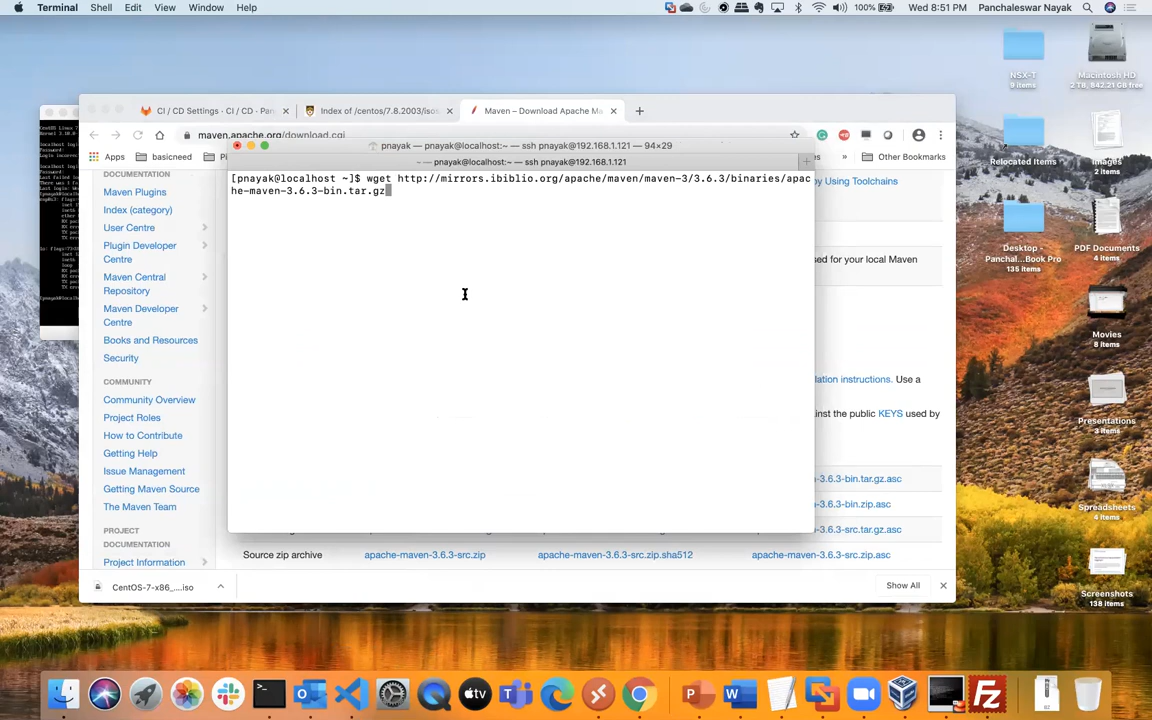 Terminal Shell Edit View Window Help
100% Wed 8:51 PM Panchaleswar Nayak
CI / CD Settings · CI / CD · Pan
Index of /centos/7.8.2003/isos
Maven – Download Apache Ma
maven.apache.org/download.cgi
Apps basicneed
» Other Bookmarks
pnayak — pnayak@localhost:~ — ssh pnayak@192.168.1.121 — 94×29
pnayak@localhost:~ — ssh pnayak@192.168.1.121
[pnayak@localhost ~]$ wget http://mirrors.ibiblio.org/apache/maven/maven-3/3.6.3/binaries/apac
he-maven-3.6.3-bin.tar.gz
DOCUMENTATION
Maven Plugins
Index (category)
User Centre
Plugin Developer
Centre
Maven Central
Repository
Maven Developer
Centre
Books and Resources
Security
COMMUNITY
Community Overview
Project Roles
How to Contribute
Getting Help
Issue Management
Getting Maven Source
The Maven Team
PROJECT
DOCUMENTATION
Project Information
by Using Toolchains
sed for your local Maven
lation instructions. Use a
ainst the public KEYS used by
-3.6.3-bin.tar.gz.asc
-3.6.3-bin.zip.asc
-3.6.3-src.tar.gz.asc
Source zip archive apache-maven-3.6.3-src.zip apache-maven-3.6.3-src.zip.sha512 apache-maven-3.6.3-src.zip.asc
CentOS-7-x86_....iso
Show All
NSX-T
9 items
Macintosh HD
2 TB, 842.21 GB free
Relocated Items
Images
2 items
Desktop -
Panchal...Book Pro
135 items
PDF Documents
4 items
Movies
8 items
Presentations
3 items
Spreadsheets
4 items
Screenshots
138 items
tv